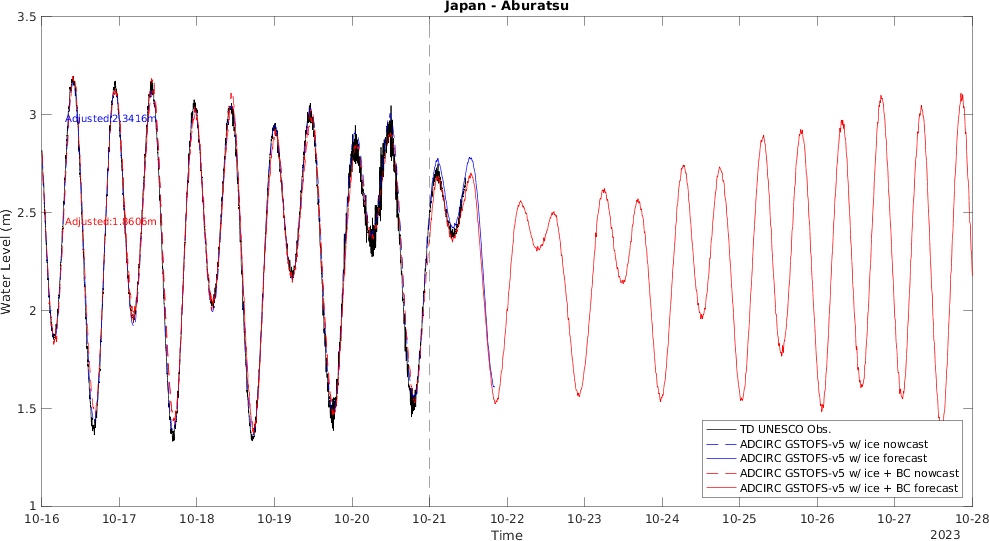 Japan - Aburatsu
3.5
3
2.5
2
1.5
1
Water Level (m)
Adjusted:2.3416m
Adjusted:1.8606m
10-16 10-17 10-18 10-19 10-20 10-21 10-22 10-23 10-24 10-25 10-26 10-27 10-28
Time
2023
TD UNESCO Obs.
ADCIRC GSTOFS-v5 w/ ice nowcast
ADCIRC GSTOFS-v5 w/ ice forecast
ADCIRC GSTOFS-v5 w/ ice + BC nowcast
ADCIRC GSTOFS-v5 w/ ice + BC forecast